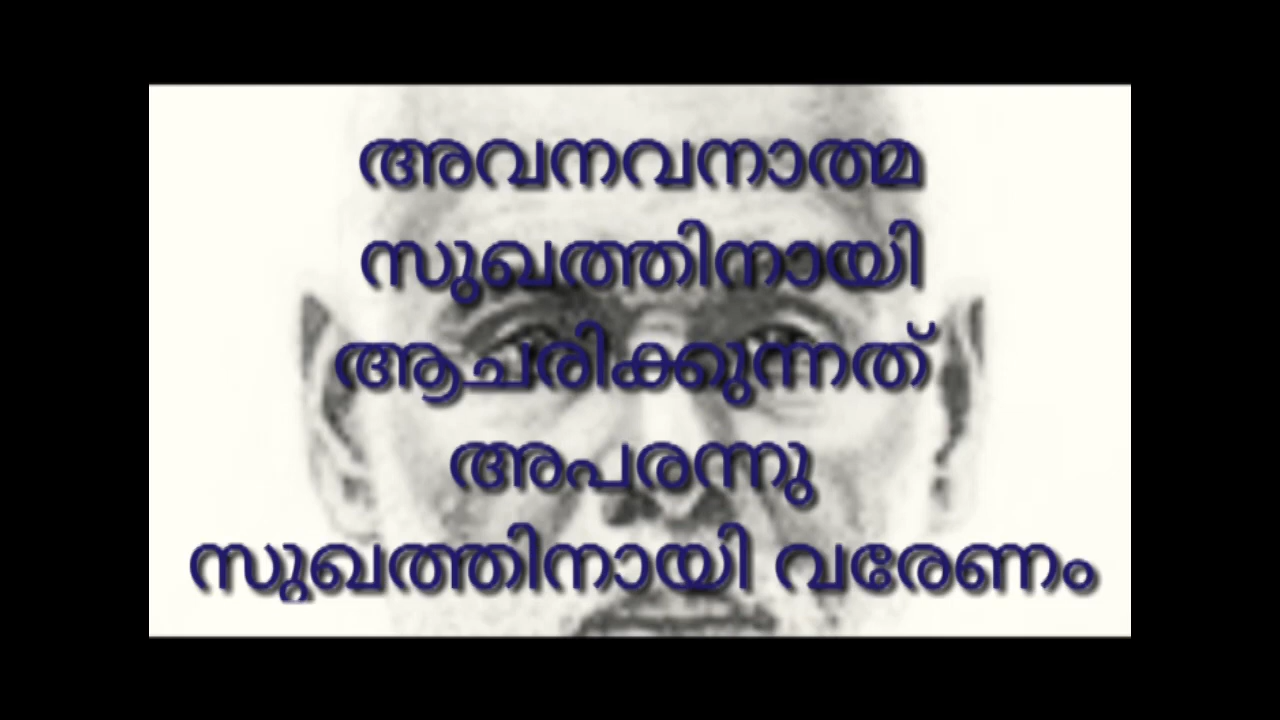 അവനവനാത്മ
സുഖത്തിനായി
ആചരിക്കുന്നത്
അപരന്നു
സുഖത്തിനായി വരേണം